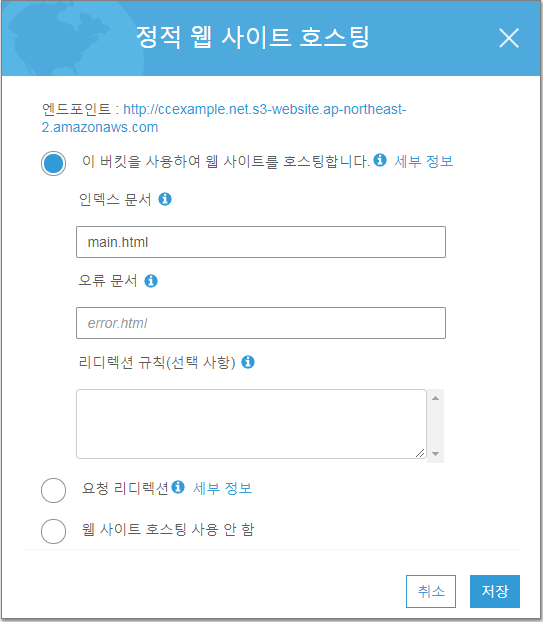 정적 웹 사이트 호스팅
엔드포인트 : http://ccexample.net.s3-website.ap-northeast-
2.amazonaws.com
이 버킷을 사용하여 웹 사이트를 호스팅합니다. 세부 정보
인덱스 문서
main.html
오류 문서
error.html
리디렉션 규칙(선택 사항)
요청 리디렉션 세부 정보
웹 사이트 호스팅 사용 안 함
취소 저장